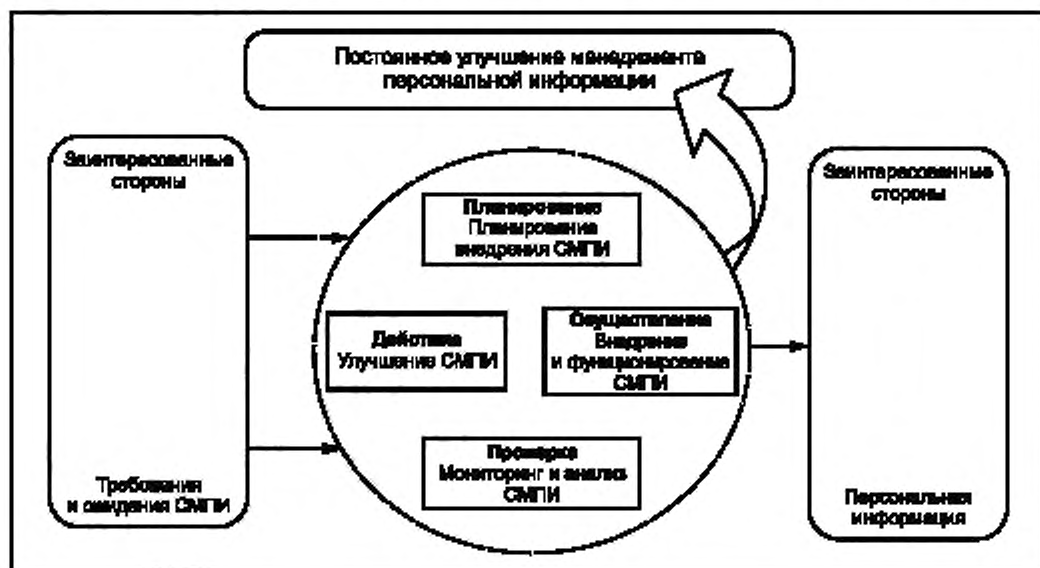 Постоянное улучшение менеджмента
персональной информации
Заинтересованные
стороны
Требования
и ожидания СМПИ
Планирование
Планирование
внедрения СМПИ
Действие
Улучшение СМПИ
Осуществление
Внедрение
и функционирование
СМПИ
Проверка
Мониторинг и анализ
СМПИ
Заинтересованные
стороны
Персональная
информация